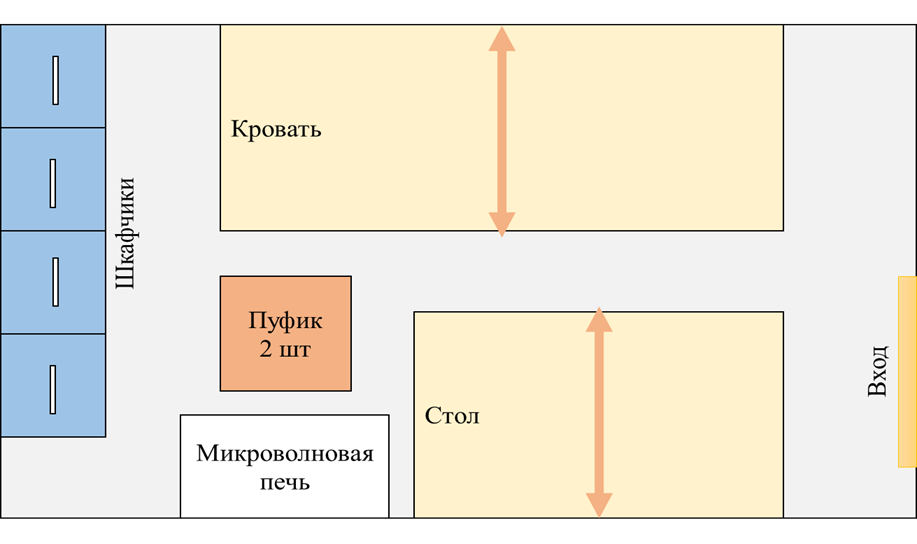 Кровать
Шкафчики
Пуфик
2 шт
Вход
Стол
Микроволновая
печь